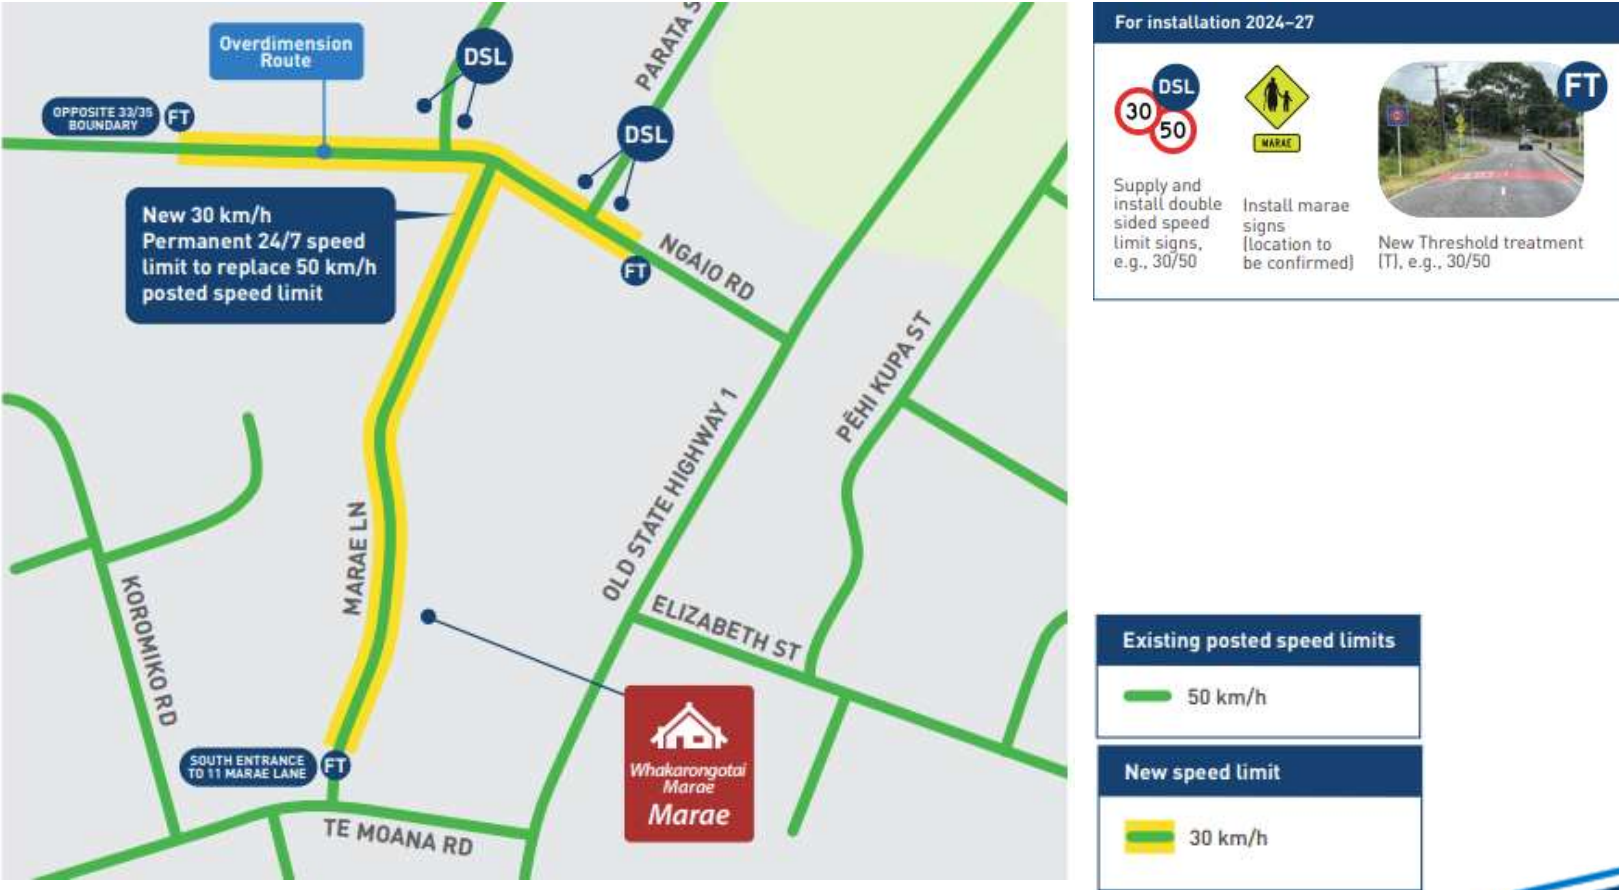 Overdimension
Route
DSL
PARATA S
OPPOSITE 33/35
BOUNDARY
FT
DSL
New 30 km/h
Permanent 24/7 speed
limit to replace 50 km/h
posted speed limit
FT
NGAIO RD
PĒHI KUPA ST
OLD STATE HIGHWAY 1
MARAE LN
KOROMIKO RD
ELIZABETH ST
SOUTH ENTRANCE
TO 11 MARAE LANE
FT
Whakarongotai
Marae
Marae
TE MOANA RD
For installation 2024–27
DSL
30
50
MARAE
FT
Supply and
install double
sided speed
limit signs,
e.g., 30/50
Install marae
signs
(location to
be confirmed)
New Threshold treatment
(T), e.g., 30/50
Existing posted speed limits
50 km/h
New speed limit
30 km/h